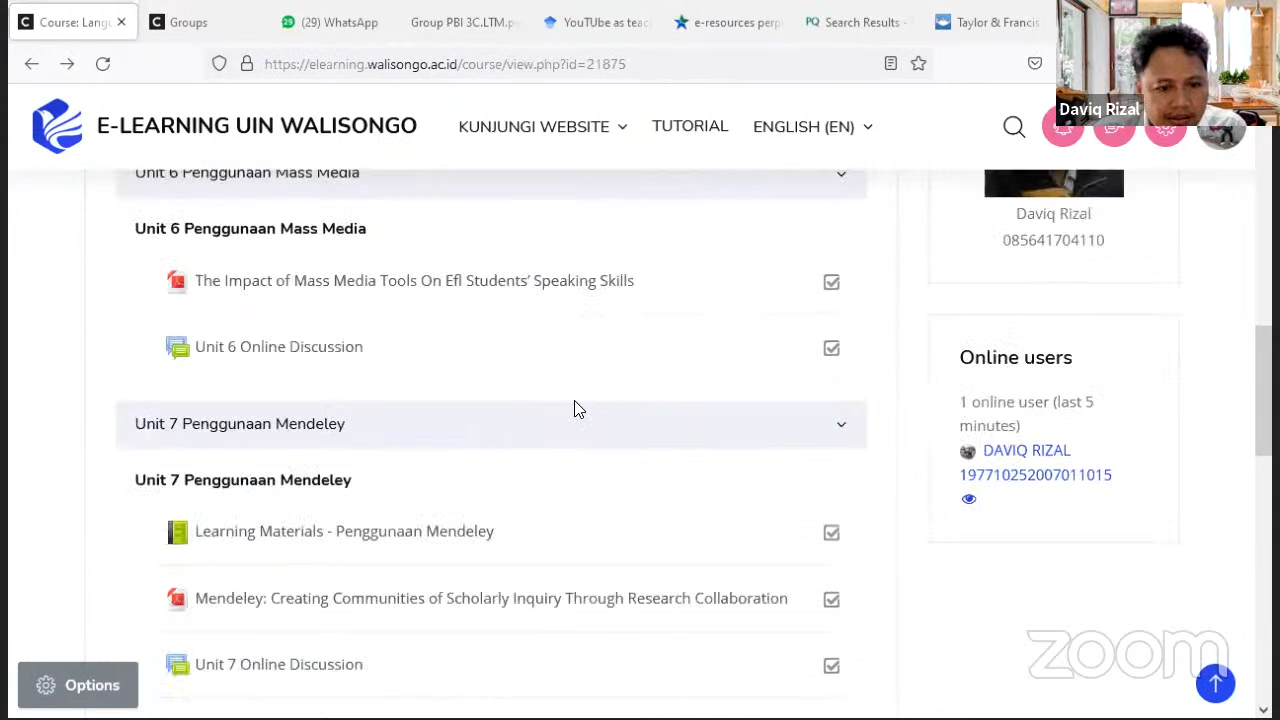 Course: Langu
Groups
(29) WhatsApp
Group PBI 3C.LTM.pe
YouTUbe as teac
e-resources perp
Search Results -
Taylor & Francis
https://elearning.walisongo.ac.id/course/view.php?id=21875
Daviq Rizal
E-LEARNING UIN WALISONGO
KUNJUNGI WEBSITE
TUTORIAL
ENGLISH (EN)
Unit 6 Penggunaan Mass Media
Unit 6 Penggunaan Mass Media
The Impact of Mass Media Tools On Efl Students’ Speaking Skills
Unit 6 Online Discussion
Unit 7 Penggunaan Mendeley
Unit 7 Penggunaan Mendeley
Learning Materials - Penggunaan Mendeley
Mendeley: Creating Communities of Scholarly Inquiry Through Research Collaboration
Unit 7 Online Discussion
Daviq Rizal
085641704110
Online users
1 online user (last 5
minutes)
DAVIQ RIZAL
197710252007011015
Options
zoom